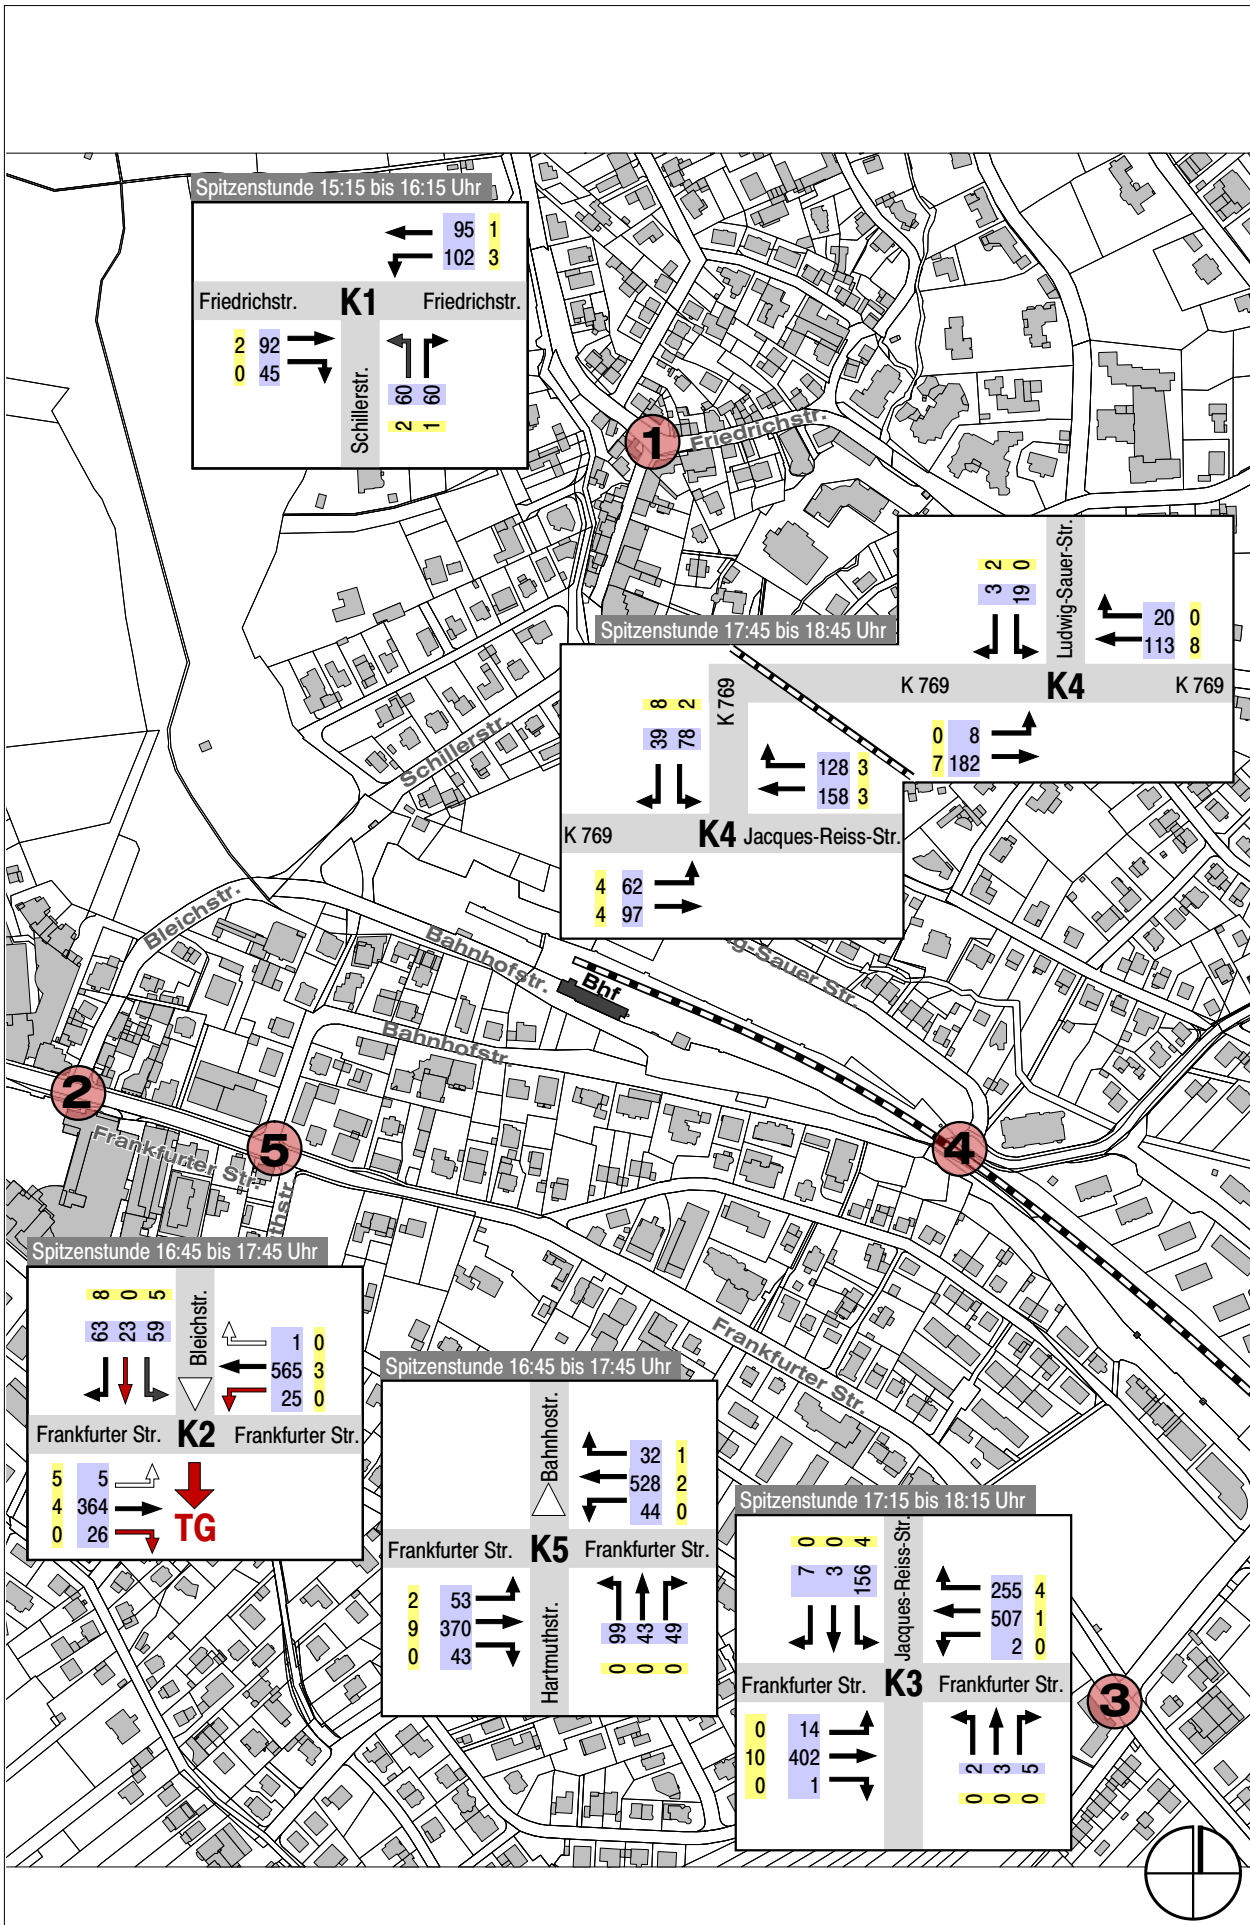 Spitzenstunde 15:15 bis 16:15 Uhr
95 1
102 3
Friedrichstr. K1 Friedrichstr.
2 92
0 45
Schillerstr.
60 60
2 1
1
Friedrichstr.
2 0
3 19
Ludwig-Sauer-Str.
20 0
113 8
K 769 K4 K 769
0 8
7 182
Spitzenstunde 17:45 bis 18:45 Uhr
8 2
39 78
K 769
128 3
158 3
K 769 K4 Jacques-Reiss-Str.
4 62
4 97
Schillerstr.
Bleichstr.
Bahnhofstr.
Bhf
g-Sauer Str.
Bahnhofstr.
2
5
4
Frankfurter Str.
thstr.
Spitzenstunde 16:45 bis 17:45 Uhr
8 0 5
63 23 59
Bleichstr.
1 0
565 3
25 0
Frankfurter Str. K2 Frankfurter Str.
5 5
4 364
0 26
TG
Frankfurter Str.
Spitzenstunde 16:45 bis 17:45 Uhr
Bahnhostr.
32 1
528 2
44 0
Frankfurter Str. K5 Frankfurter Str.
2 53
9 370
0 43
Hartmuthstr.
99 43 49
0 0 0
Spitzenstunde 17:15 bis 18:15 Uhr
0 0 4
7 3 156
Jacques-Reiss-Str.
255 4
507 1
2 0
Frankfurter Str. K3 Frankfurter Str.
0 14
10 402
0 1
2 3 5
0 0 0
3